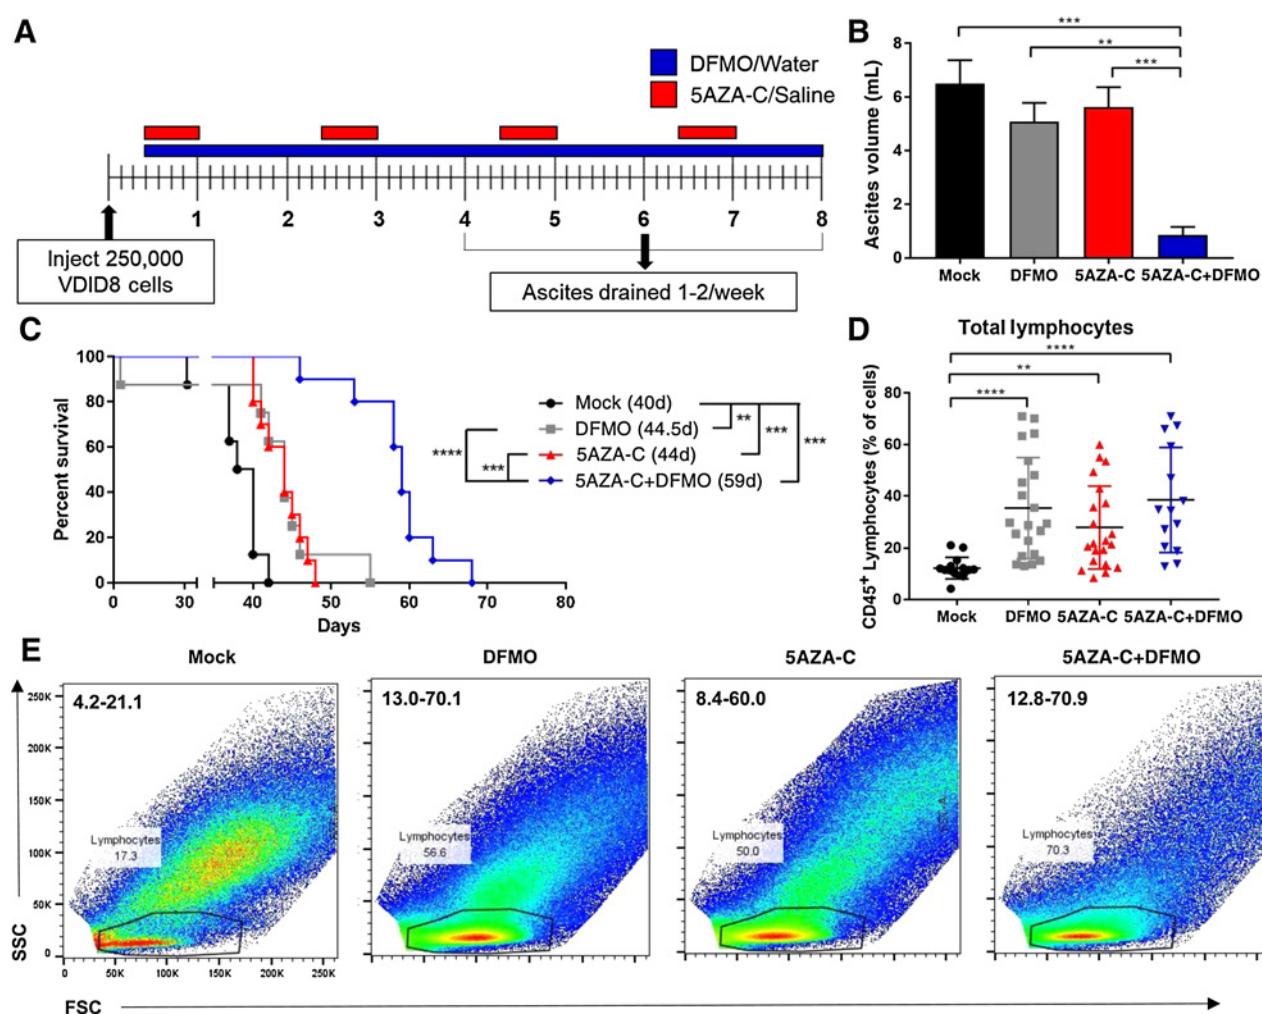 A
DFMO/Water
5AZA-C/Saline
1 2 3 4 5 6 7 8
Inject 250,000
VDID8 cells
Ascites drained 1-2/week
B
Ascites volume (mL)
8
6
4
2
0
***
**
***
Mock DFMO 5AZA-C 5AZA-C+DFMO
C
Percent survival
100
80
60
40
20
0
0 30 40 50 60 70 80
Days
Mock (40d)
DFMO (44.5d)
5AZA-C (44d)
5AZA-C+DFMO (59d)
****
***
**
***
***
D
Total lymphocytes
CD45+ Lymphocytes (% of cells)
80
60
40
20
0
****
**
****
Mock DFMO 5AZA-C 5AZA-C+DFMO
E
Mock DFMO 5AZA-C 5AZA-C+DFMO
4.2-21.1 13.0-70.1 8.4-60.0 12.8-70.9
250K
200K
150K
100K
50K
0
Lymphocytes
17.3
Lymphocytes
56.6
Lymphocytes
50.0
Lymphocytes
70.3
0 50K 100K 150K 200K 250K
SSC
FSC